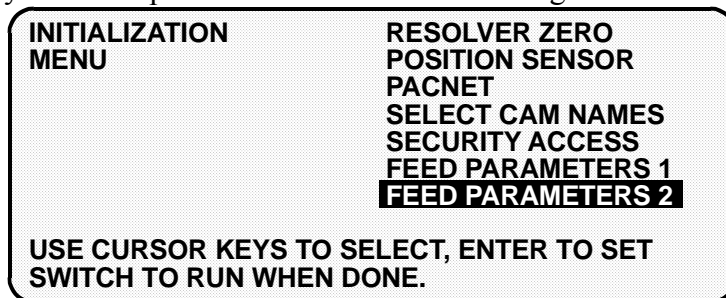 INITIALIZATION MENU
RESOLVER ZERO
POSITION SENSOR
PACNET
SELECT CAM NAMES
SECURITY ACCESS
FEED PARAMETERS 1
FEED PARAMETERS 2
USE CURSOR KEYS TO SELECT, ENTER TO SET
SWITCH TO RUN WHEN DONE.